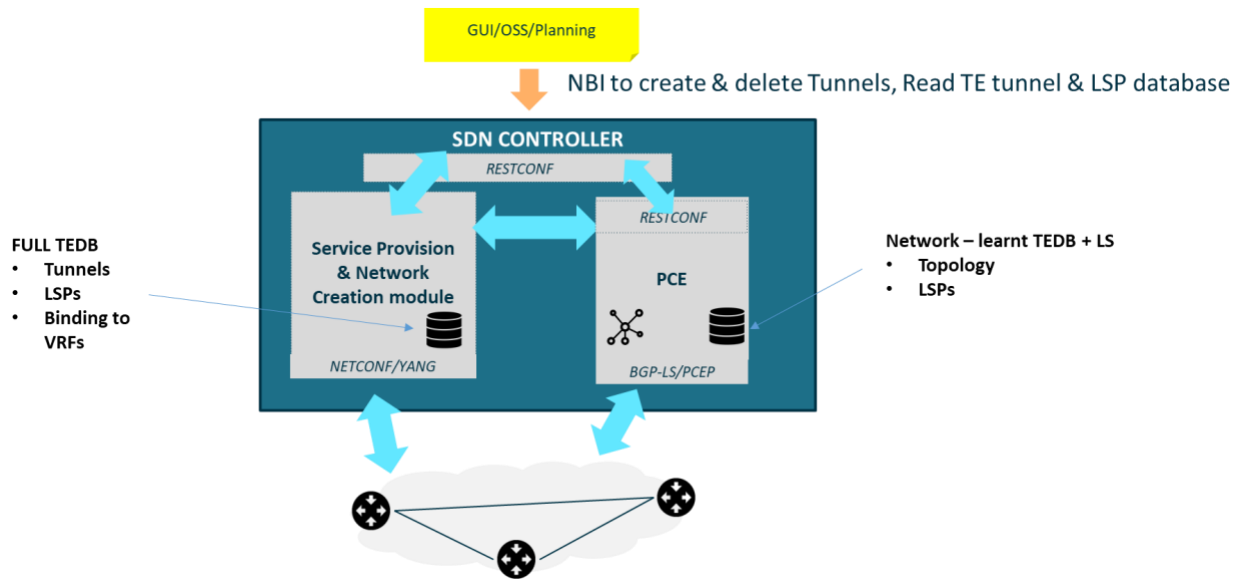 GUI/OSS/Planning
NBI to create & delete Tunnels, Read TE tunnel & LSP database
SDN CONTROLLER
RESTCONF
RESTCONF
Service Provision
& Network
Creation module
PCE
NETCONF/YANG
BGP-LS/PCEP
FULL TEDB
• Tunnels
• LSPs
• Binding to
VRFs
Network – learnt TEDB + LS
• Topology
• LSPs